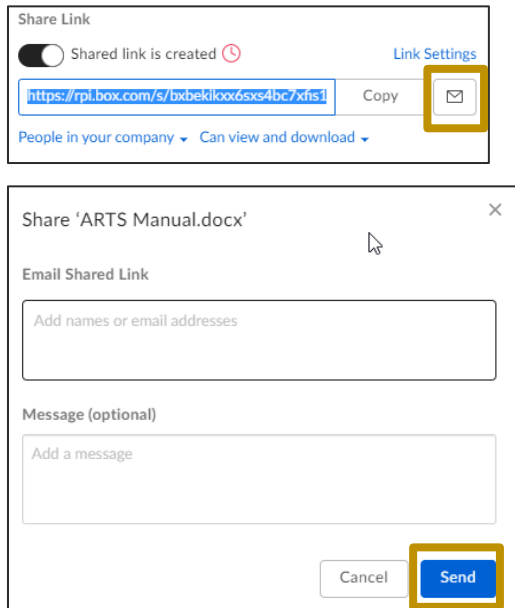 Share Link
Shared link is created
Link Settings
https://rpi.box.com/s/bxbekikxx6sxs4bc7xfis1
Copy
People in your company Can view and download
Share ‘ARTS Manual.docx’
Email Shared Link
Add names or email addresses
Message (optional)
Add a message
Cancel Send